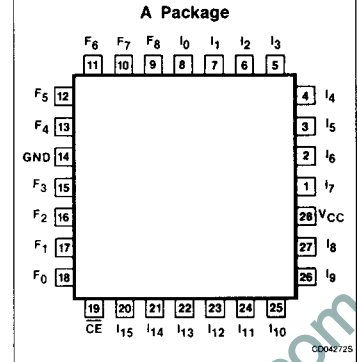 A Package
F6 F7 F8 I0 I1 I2 I3
11 10 9 8 7 6 5
F5 12 4 I4
F4 13 3 I5
GND 14 2 I6
F3 15 1 I7
F2 16 28 VCC
F1 17 27 I8
F0 18 26 I9
19 20 21 22 23 24 25
CE I15 I14 I13 I12 I11 I10
CD04272S
com